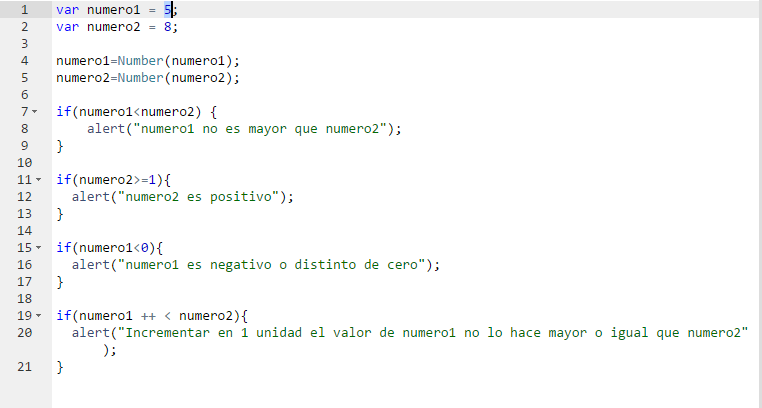 1 var numero1 = 5;
2 var numero2 = 8;
3
4 numero1=Number(numero1);
5 numero2=Number(numero2);
6
7 if(numero1<numero2) {
8 alert("numero1 no es mayor que numero2");
9 }
10
11 if(numero2>=1){
12 alert("numero2 es positivo");
13 }
14
15 if(numero1<0){
16 alert("numero1 es negativo o distinto de cero");
17 }
18
19 if(numero1 ++ < numero2){
20 alert("Incrementar en 1 unidad el valor de numero1 no lo hace mayor o igual que numero2"
);
21 }